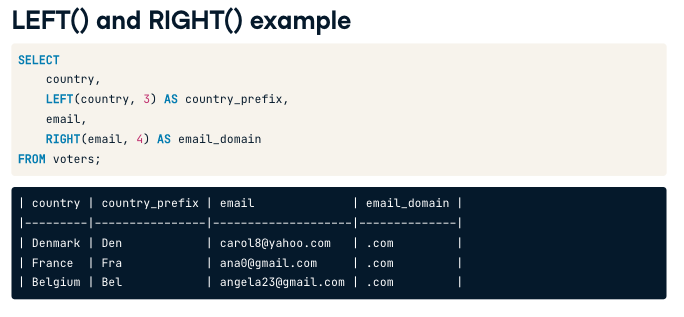 LEFT() and RIGHT() example
SELECT
    country,
    LEFT(country, 3) AS country_prefix,
    email,
    RIGHT(email, 4) AS email_domain
FROM voters;
| country | country_prefix | email              | email_domain |
|---------|----------------|--------------------|--------------|
| Denmark | Den            | carol8@yahoo.com   | .com         |
| France  | Fra            | ana0@gmail.com     | .com         |
| Belgium | Bel            | angela23@gmail.com | .com         |